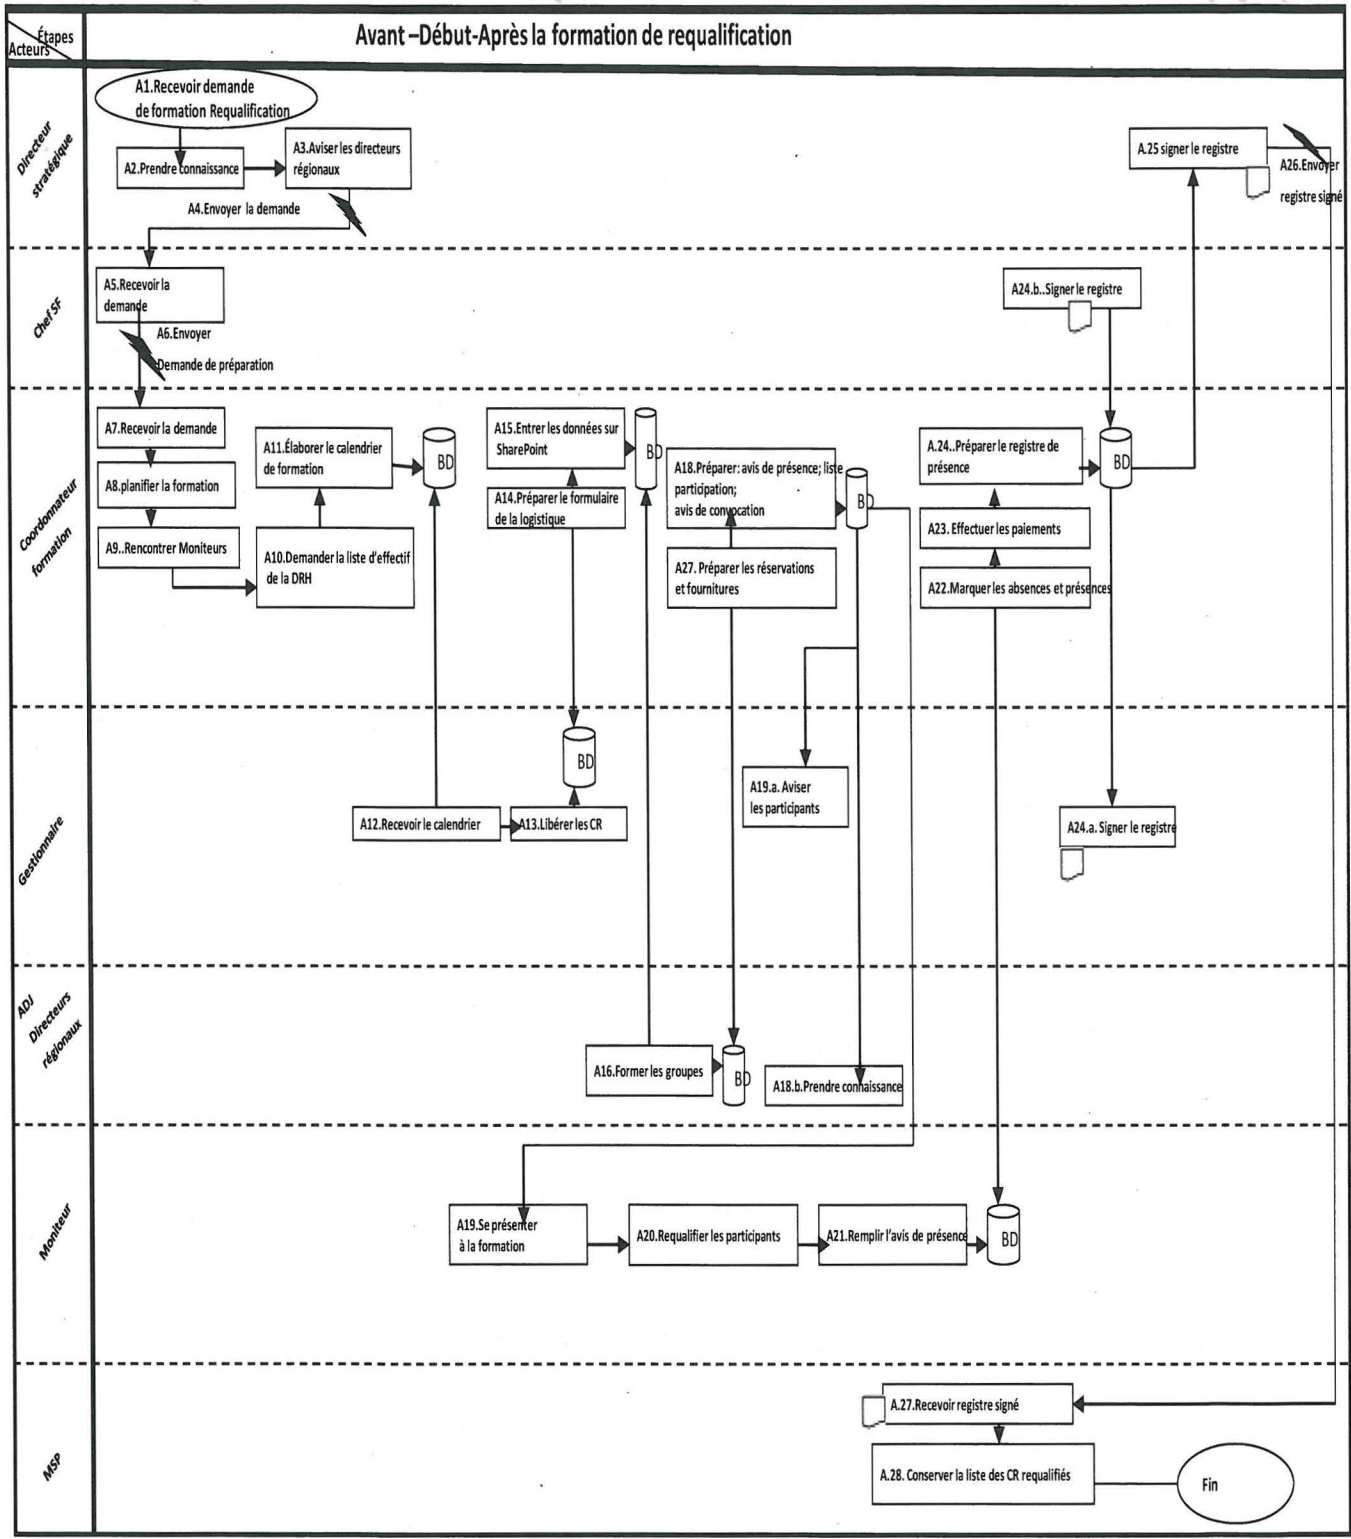 Étapes
Acteurs
Avant –Début-Après la formation de requalification
Directeur
stratégique
A1.Recevoir demande
de formation Requalification
A2.Prendre connaissance
A3.Aviser les directeurs
régionaux
A4.Envoyer la demande
A.25 signer le registre
A26.Envoyer
registre signé
Chef SF
A5.Recevoir la
demande
A6.Envoyer
Demande de préparation
A24.b..Signer le registre
Coordonnateur
formation
A7.Recevoir la demande
A8.planifier la formation
A9..Rencontrer Moniteurs
A11.Élaborer le calendrier
de formation
BD
A10.Demander la liste d'effectif
de la DRH
A15.Entrer les données sur
SharePoint
BD
A14.Préparer le formulaire
de la logistique
A18.Préparer: avis de présence; liste
participation;
avis de convocation
BD
A27. Préparer les réservations
et fournitures
A.24..Préparer le registre de
présence
BD
A23. Effectuer les paiements
A22.Marquer les absences et présences
Gestionnaire
BD
A12.Recevoir le calendrier
A13.Libérer les CR
A19.a. Aviser
les participants
A24.a. Signer le registre
ADJ
Directeurs
régionaux
A16.Former les groupes
BD
A18.b.Prendre connaissance
Moniteur
A19.Se présenter
à la formation
A20.Requalifier les participants
A21.Remplir l'avis de présence
BD
MSP
A.27.Recevoir registre signé
A.28. Conserver la liste des CR requalifiés
Fin